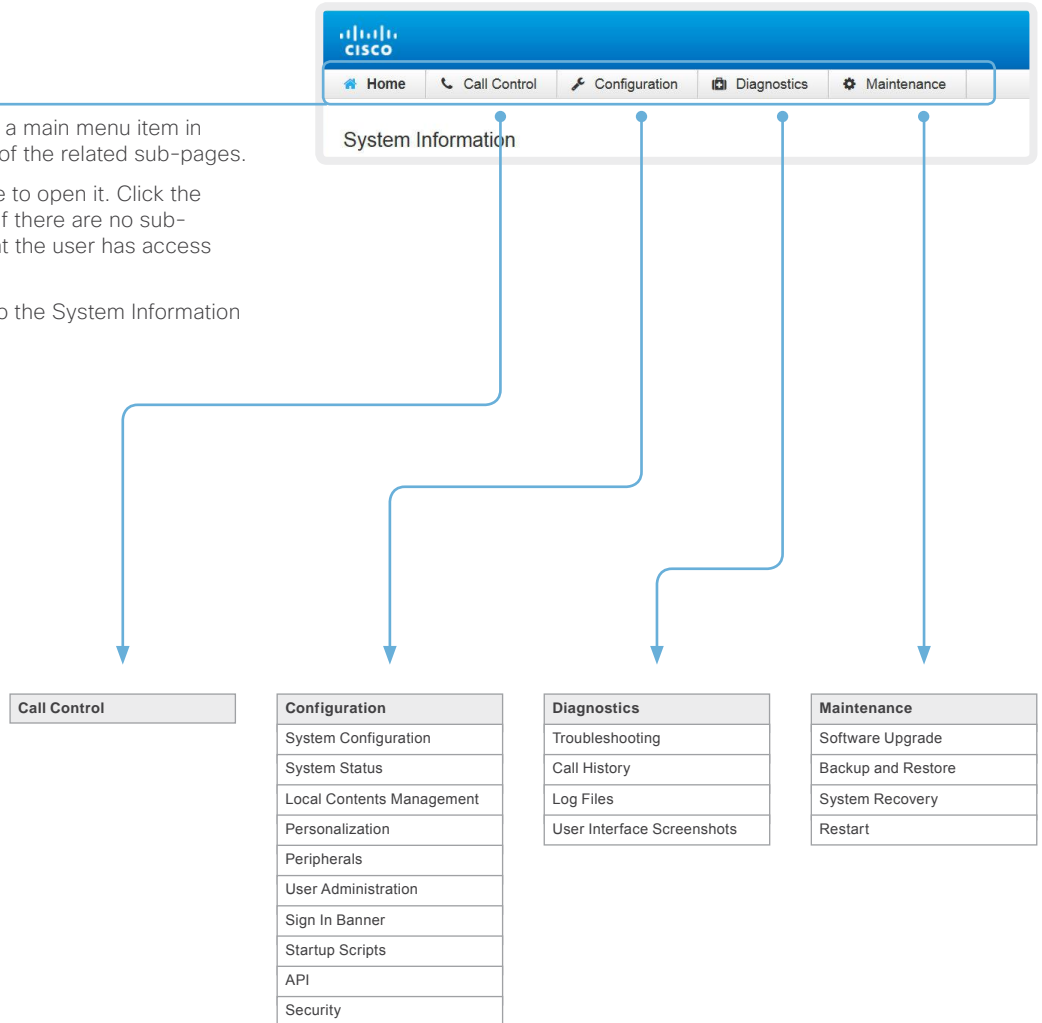 CISCO
Home Call Control Configuration Diagnostics Maintenance
System Information
a main menu item in
of the related sub-pages.
e to open it. Click the
f there are no sub-
t the user has access
o the System Information
Call Control
Configuration
System Configuration
System Status
Local Contents Management
Personalization
Peripherals
User Administration
Sign In Banner
Startup Scripts
API
Security
Diagnostics
Troubleshooting
Call History
Log Files
User Interface Screenshots
Maintenance
Software Upgrade
Backup and Restore
System Recovery
Restart